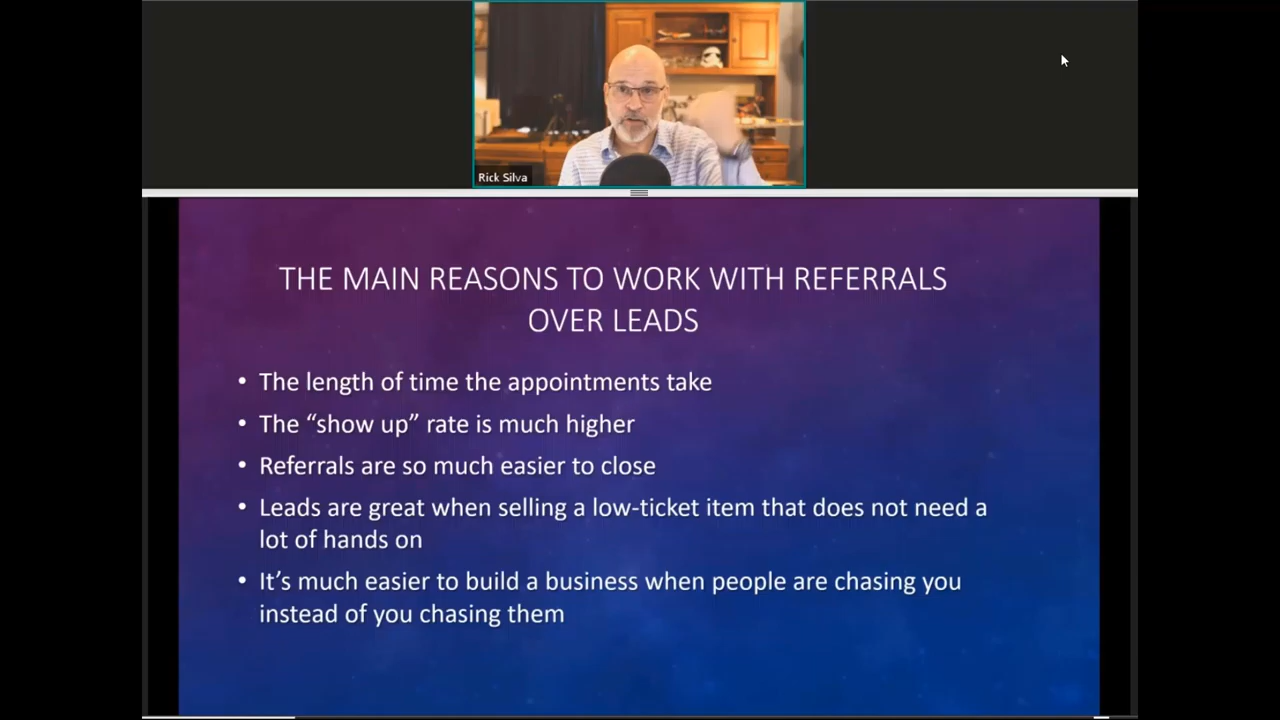 Rick Silva
THE MAIN REASONS TO WORK WITH REFERRALS
OVER LEADS
• The length of time the appointments take
• The “show up” rate is much higher
• Referrals are so much easier to close
• Leads are great when selling a low-ticket item that does not need a
lot of hands on
• It’s much easier to build a business when people are chasing you
instead of you chasing them